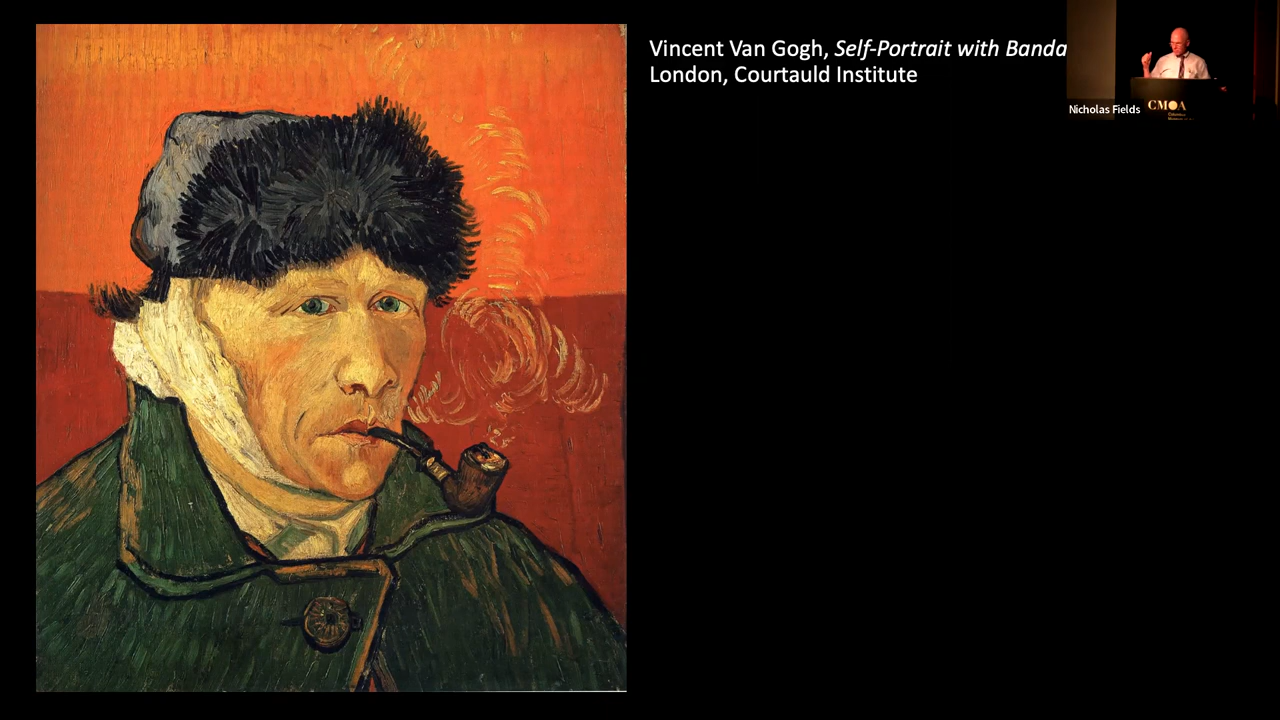 Vincent Van Gogh, Self-Portrait with Banda
London, Courtauld Institute
Nicholas Fields
CMOA